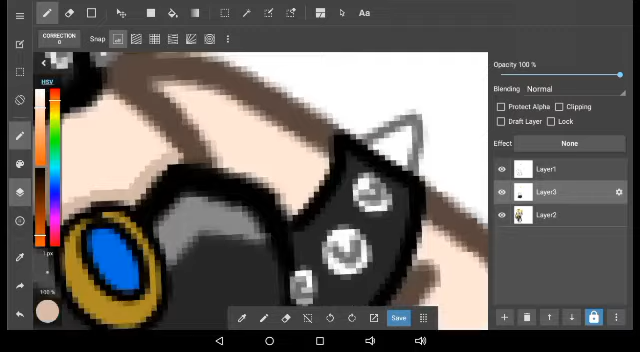 Aa
CORRECTION
0
Snap
HSV
1px
100 %
Save
Opacity 100 %
Blending Normal
Protect Alpha Clipping
Draft Layer Lock
Effect None
Layer1
Layer3
Layer2